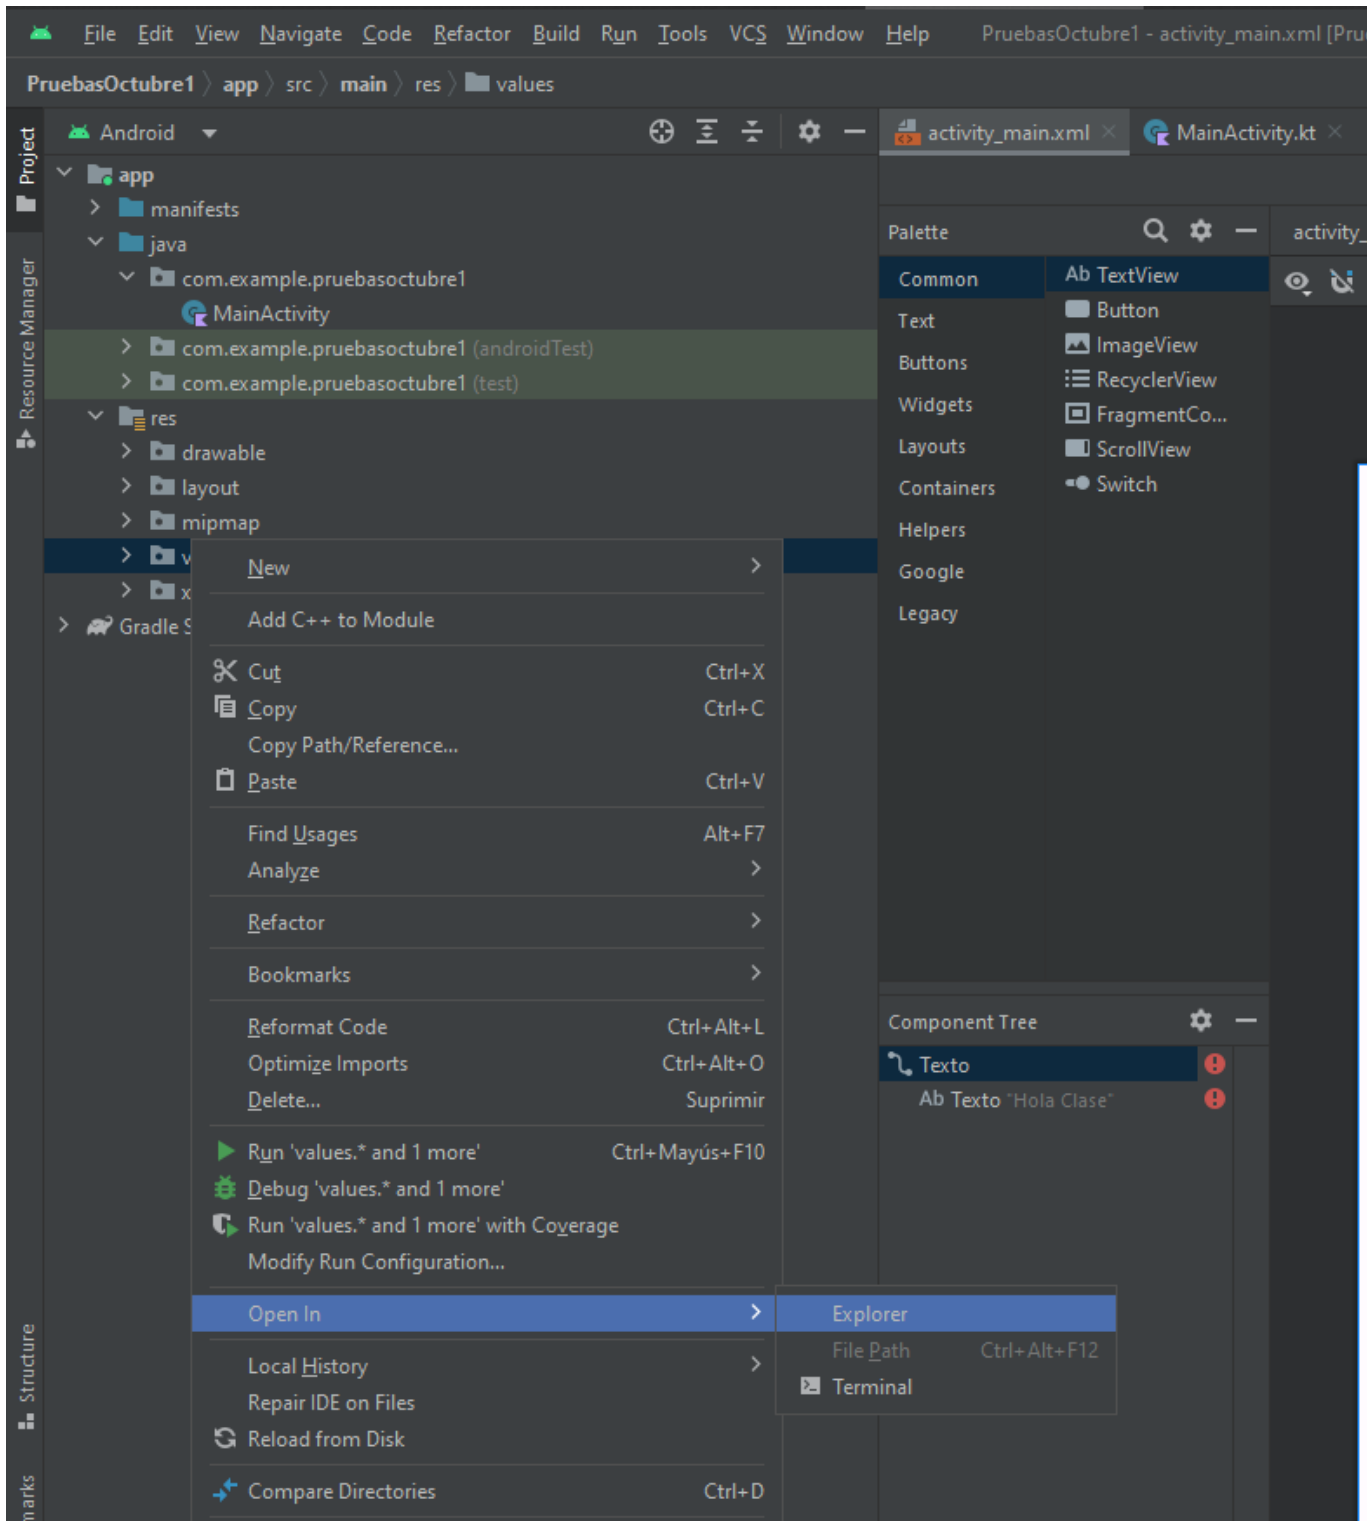 File Edit View Navigate Code Refactor Build Run Tools VCS Window Help PruebasOctubre1 - activity_main.xml [Pru
PruebasOctubre1 app src main res values
Project
Resource Manager
Structure
marks
Android
app
manifests
java
com.example.pruebasoctubre1
MainActivity
com.example.pruebasoctubre1 (androidTest)
com.example.pruebasoctubre1 (test)
res
drawable
layout
mipmap
v
x
Gradle S
New
Add C++ to Module
Cut Ctrl+X
Copy Ctrl+C
Copy Path/Reference...
Paste Ctrl+V
Find Usages Alt+F7
Analyze
Refactor
Bookmarks
Reformat Code Ctrl+Alt+L
Optimize Imports Ctrl+Alt+O
Delete... Suprimir
Run 'values.* and 1 more' Ctrl+Mayús+F10
Debug 'values.* and 1 more'
Run 'values.* and 1 more' with Coverage
Modify Run Configuration...
Open In
Local History
Repair IDE on Files
Reload from Disk
Compare Directories Ctrl+D
Explorer
File Path Ctrl+Alt+F12
Terminal
activity_main.xml MainActivity.kt
Palette
activity_
Common
Text
Buttons
Widgets
Layouts
Containers
Helpers
Google
Legacy
Ab TextView
Button
ImageView
RecyclerView
FragmentCo...
ScrollView
Switch
Component Tree
Texto
Ab Texto "Hola Clase"